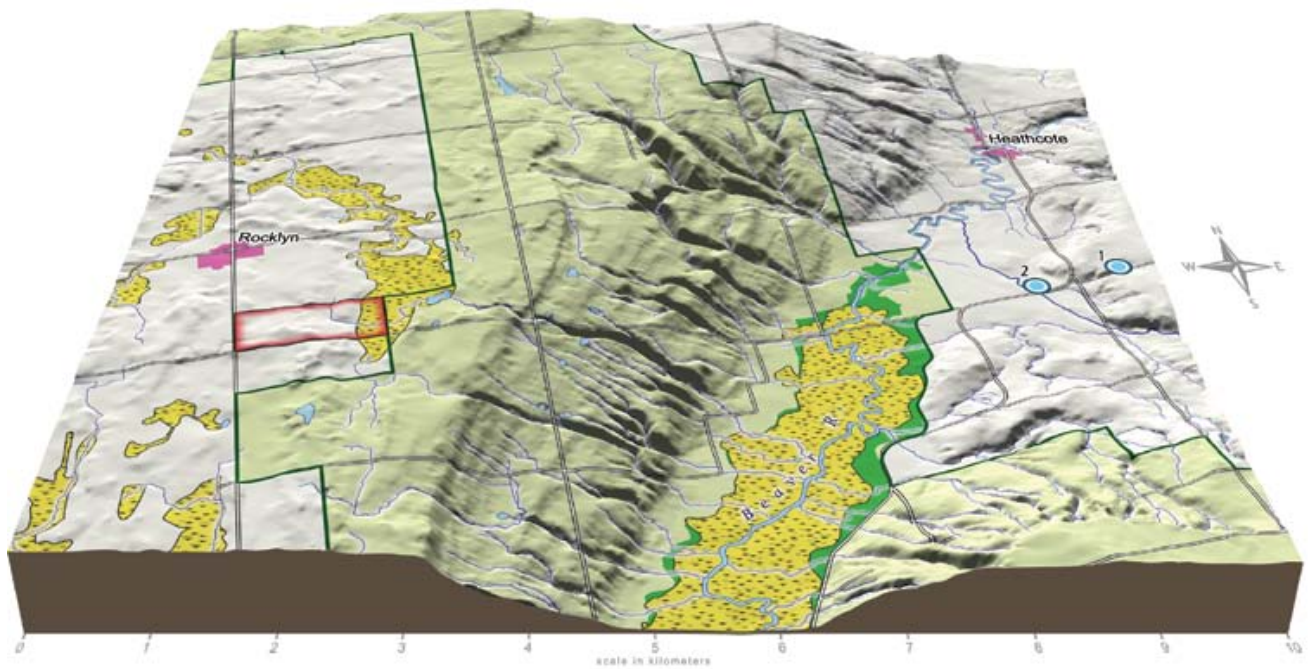 Heathcote
Rocklyn
N
W E
S
1
2
Beaver R.
0 1 2 3 4 5 6 7 8 9 10
scale in kilometers